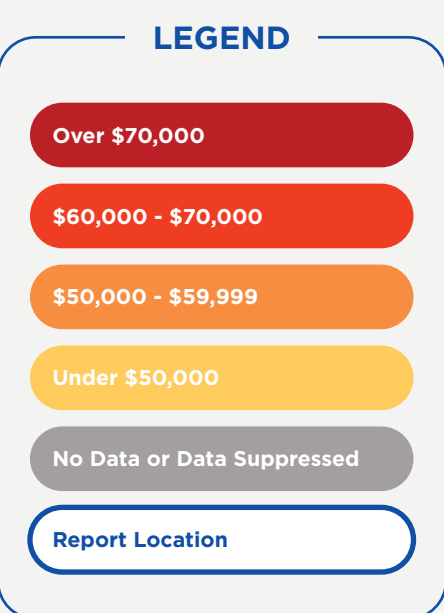 LEGEND
Over $70,000
$60,000 - $70,000
$50,000 - $59,999
Under $50,000
No Data or Data Suppressed
Report Location